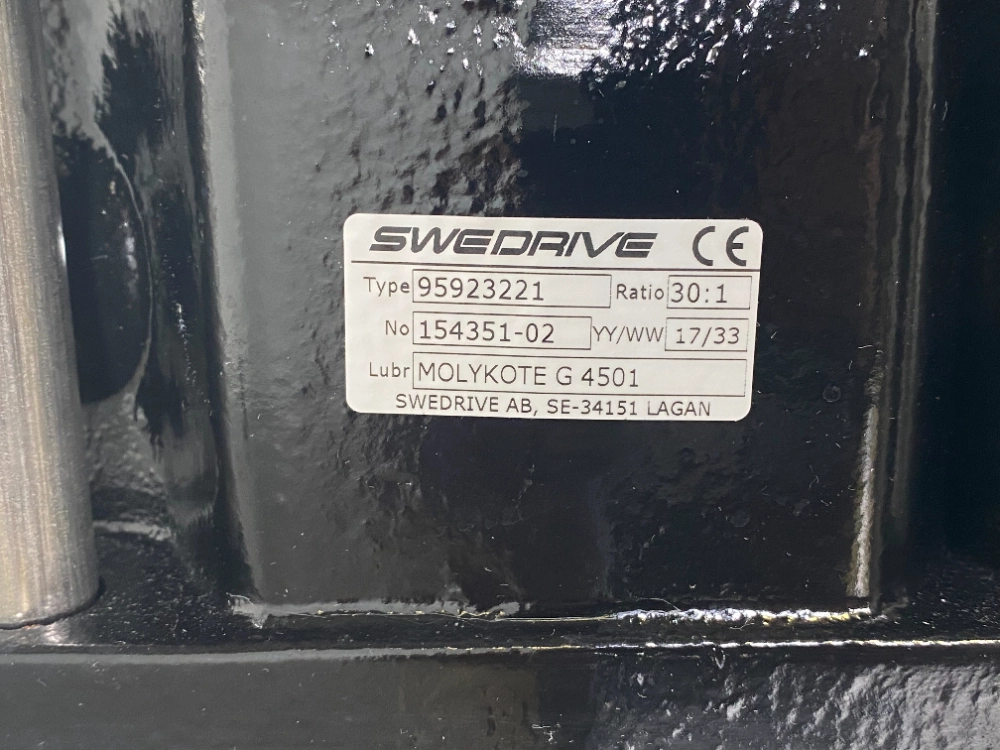 SWEDRIVE CE
Type 95923221 Ratio 30:1
No 154351-02 YY/WW 17/33
Lubr MOLYKOTE G 4501
SWEDRIVE AB, SE-34151 LAGAN